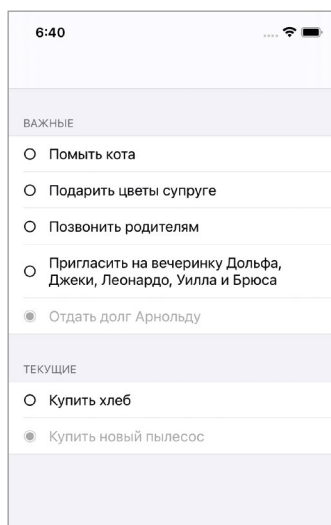 6:40
ВАЖНЫЕ
Помыть кота
Подарить цветы супруге
Позвонить родителям
Пригласить на вечеринку Дольфа,
Джеки, Леонардо, Уилла и Брюса
Отдать долг Арнольду
ТЕКУЩИЕ
Купить хлеб
Купить новый пылесос